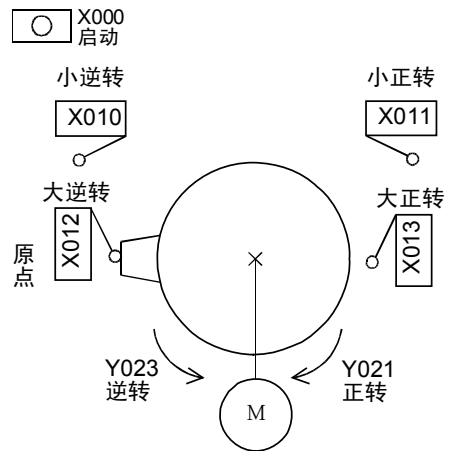 X000
启动
小逆转
小正转
X010
X011
大逆转
大正转
X012
X013
原点
Y023
逆转
Y021
正转
M